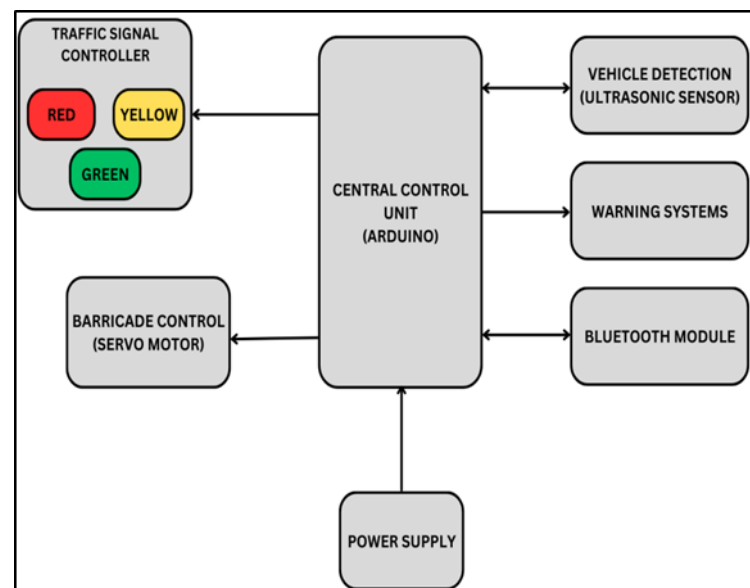 TRAFFIC SIGNAL
CONTROLLER
RED
YELLOW
GREEN
BARRICADE CONTROL
(SERVO MOTOR)
CENTRAL CONTROL
UNIT
(ARDUINO)
VEHICLE DETECTION
(ULTRASONIC SENSOR)
WARNING SYSTEMS
BLUETOOTH MODULE
POWER SUPPLY